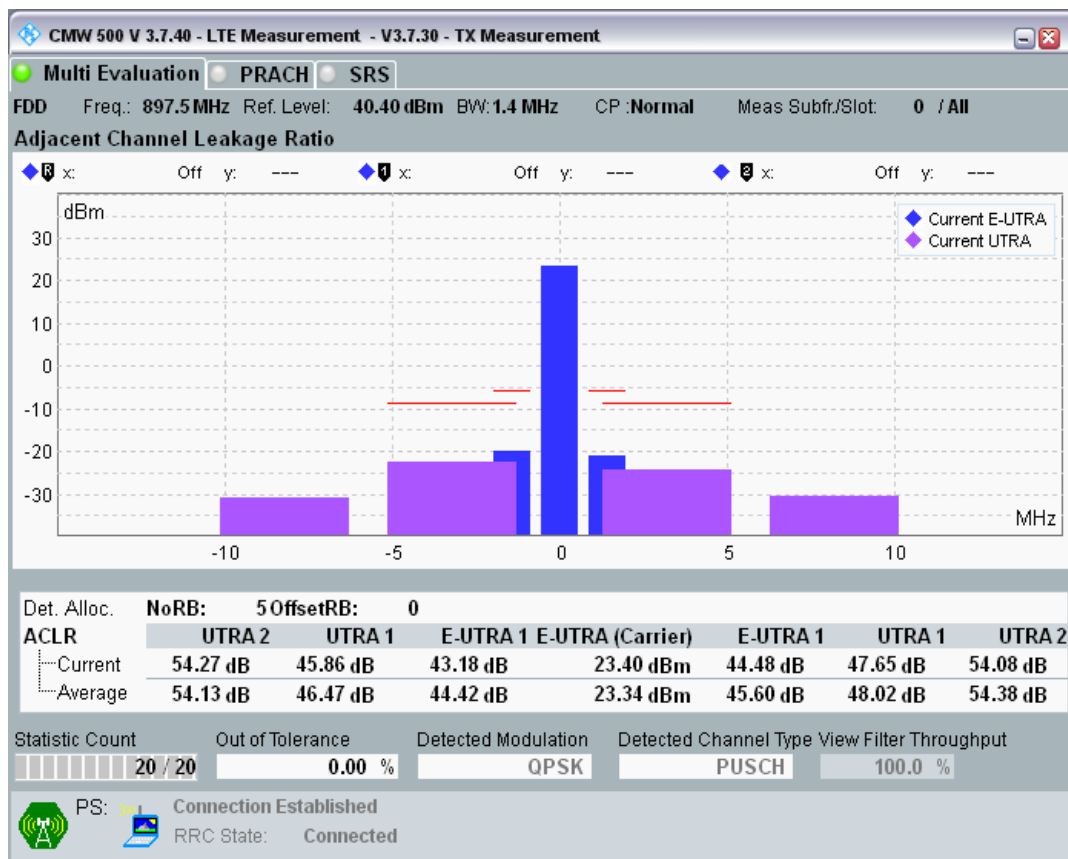 CMW 500 V 3.7.40 - LTE Measurement - V3.7.30 - TX Measurement
Multi Evaluation PRACH SRS
FDD Freq.: 897.5 MHz Ref. Level: 40.40 dBm BW: 1.4 MHz CP :Normal Meas Subfr./Slot: 0 / All
Adjacent Channel Leakage Ratio
R x: Off y: --- 1 x: Off y: --- 2 x: Off y: ---
dBm
Current E-UTRA
Current UTRA
30
20
10
0
-10
-20
-30
MHz
-10 -5 0 5 10
Det. Alloc. NoRB: 5 OffsetRB: 0
ACLR UTRA 2 UTRA 1 E-UTRA 1 E-UTRA (Carrier) E-UTRA 1 UTRA 1 UTRA 2
Current 54.27 dB 45.86 dB 43.18 dB 23.40 dBm 44.48 dB 47.65 dB 54.08 dB
Average 54.13 dB 46.47 dB 44.42 dB 23.34 dBm 45.60 dB 48.02 dB 54.38 dB
Statistic Count Out of Tolerance Detected Modulation Detected Channel Type View Filter Throughput
20 / 20 0.00 % QPSK PUSCH 100.0 %
PS: Connection Established
RRC State: Connected